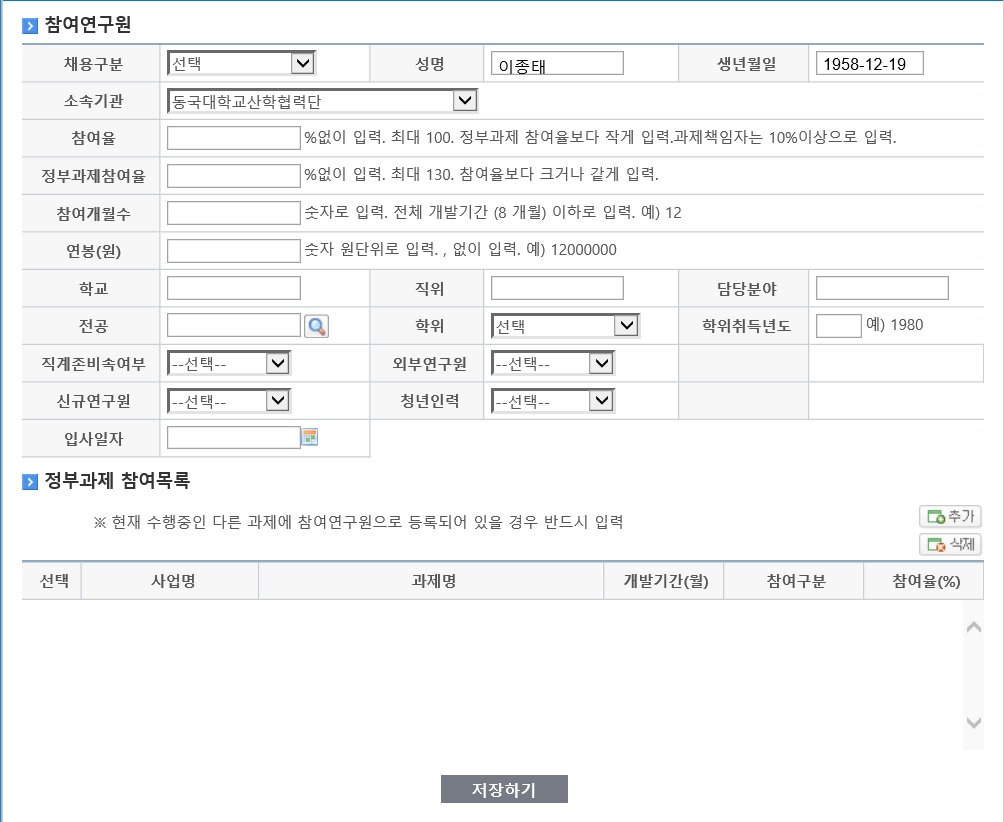 참여연구원
채용구분 선택 성명 이종태 생년월일 1958-12-19
소속기관 동국대학교산학협력단
참여율 %없이 입력. 최대 100. 정부과제 참여율보다 작게 입력.과제책임자는 10%이상으로 입력.
정부과제참여율 %없이 입력. 최대 130. 참여율보다 크거나 같게 입력.
참여개월수 숫자로 입력. 전체 개발기간 (8 개월) 이하로 입력. 예) 12
연봉(원) 숫자 원단위로 입력. , 없이 입력. 예) 12000000
학교 직위 담당분야
전공 학위 선택 학위취득년도 예) 1980
직계존비속여부 --선택-- 외부연구원 --선택--
신규연구원 --선택-- 청년인력 --선택--
입사일자
정부과제 참여목록
※ 현재 수행중인 다른 과제에 참여연구원으로 등록되어 있을 경우 반드시 입력
추가
삭제
선택 사업명 과제명 개발기간(월) 참여구분 참여율(%)
저장하기